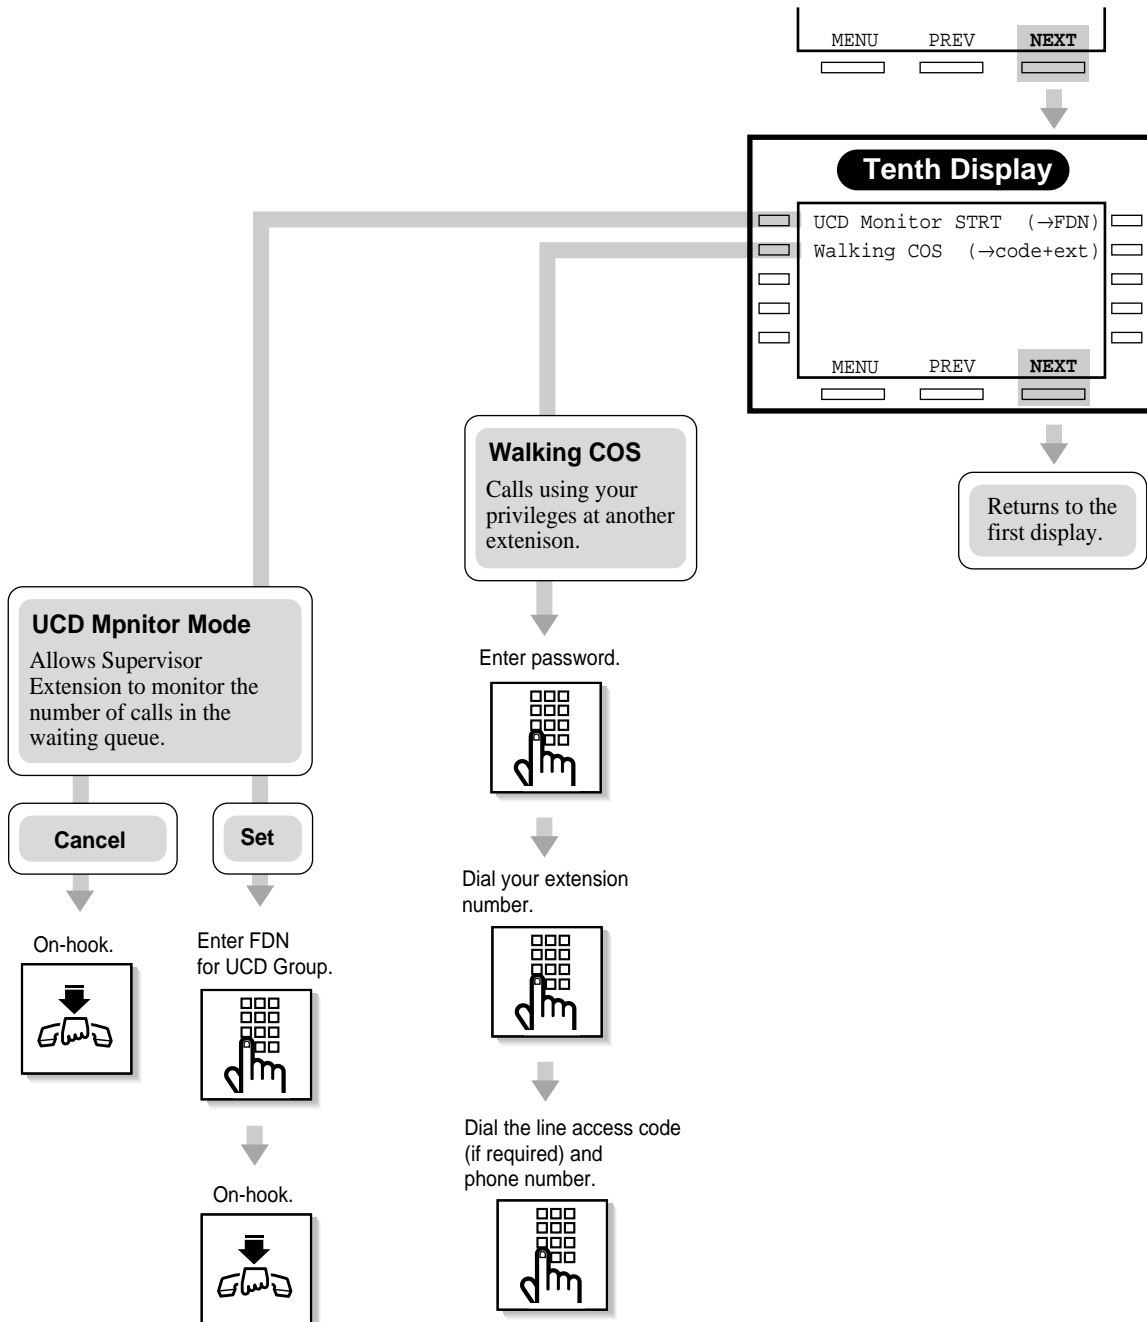 MENU PREV NEXT
Tenth Display
UCD Monitor STRT (→FDN)
Walking COS (→code+ext)
MENU PREV NEXT
Returns to the
first display.
Walking COS
Calls using your
privileges at another
extenison.
Enter password.
Dial your extension
number.
Dial the line access code
(if required) and
phone number.
UCD Mpnitor Mode
Allows Supervisor
Extension to monitor the
number of calls in the
waiting queue.
Cancel
On-hook.
Set
Enter FDN
for UCD Group.
On-hook.